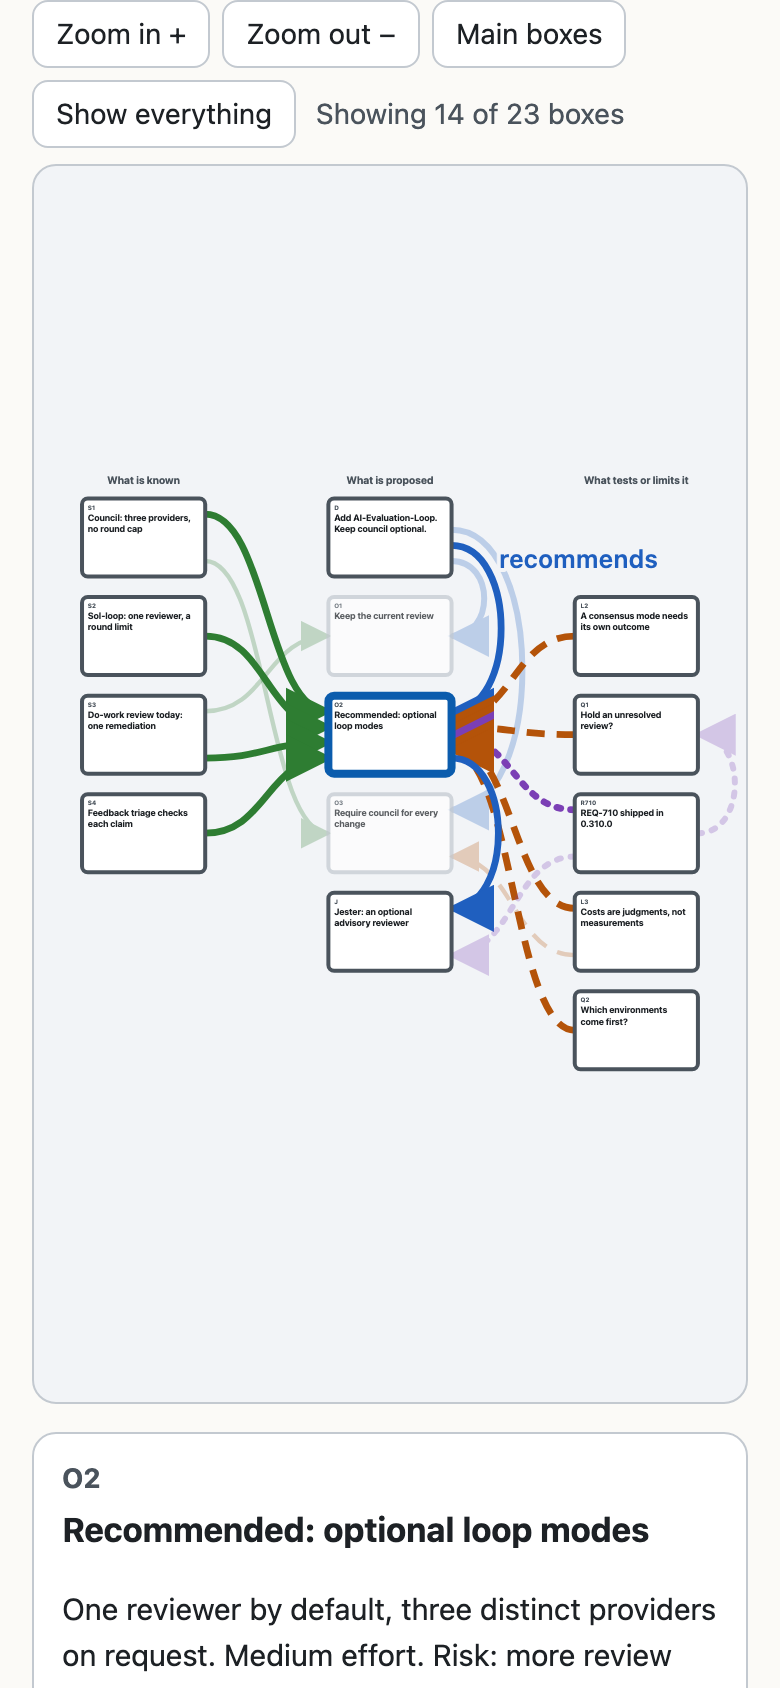 Zoom in +
Zoom out –
Main boxes
Show everything
Showing 14 of 23 boxes
What is known
What is proposed
What tests or limits it
S1
Council: three providers,
no round cap
S2
Sol-loop: one reviewer, a
round limit
S3
Do-work review today:
one remediation
S4
Feedback triage checks
each claim
D
Add AI-Evaluation-Loop.
Keep council optional.
recommends
O1
Keep the current review
O2
Recommended: optional
loop modes
O3
Require council for every
change
J
Jester: an optional
advisory reviewer
L2
A consensus mode needs
its own outcome
Q1
Hold an unresolved
review?
R710
REQ-710 shipped in
0.310.0
L3
Costs are judgments, not
measurements
Q2
Which environments
come first?
O2
Recommended: optional loop modes
One reviewer by default, three distinct providers
on request. Medium effort. Risk: more review